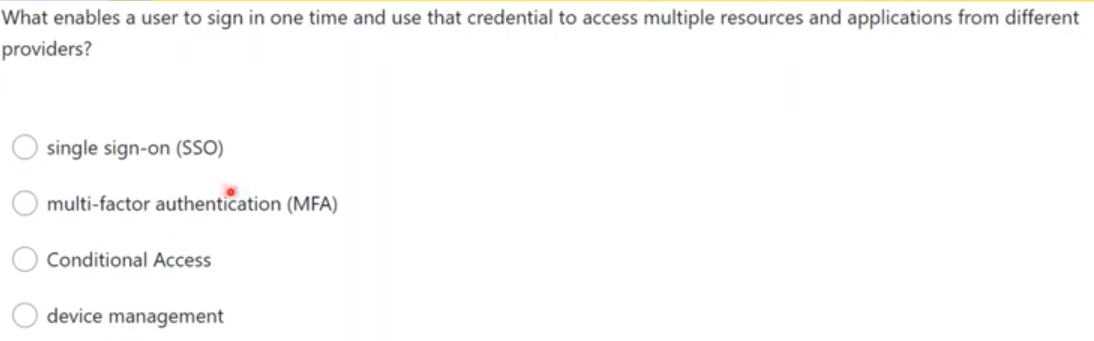 What enables a user to sign in one time and use that credential to access multiple resources and applications from different
providers?
single sign-on (SSO)
multi-factor authentication (MFA)
Conditional Access
device management